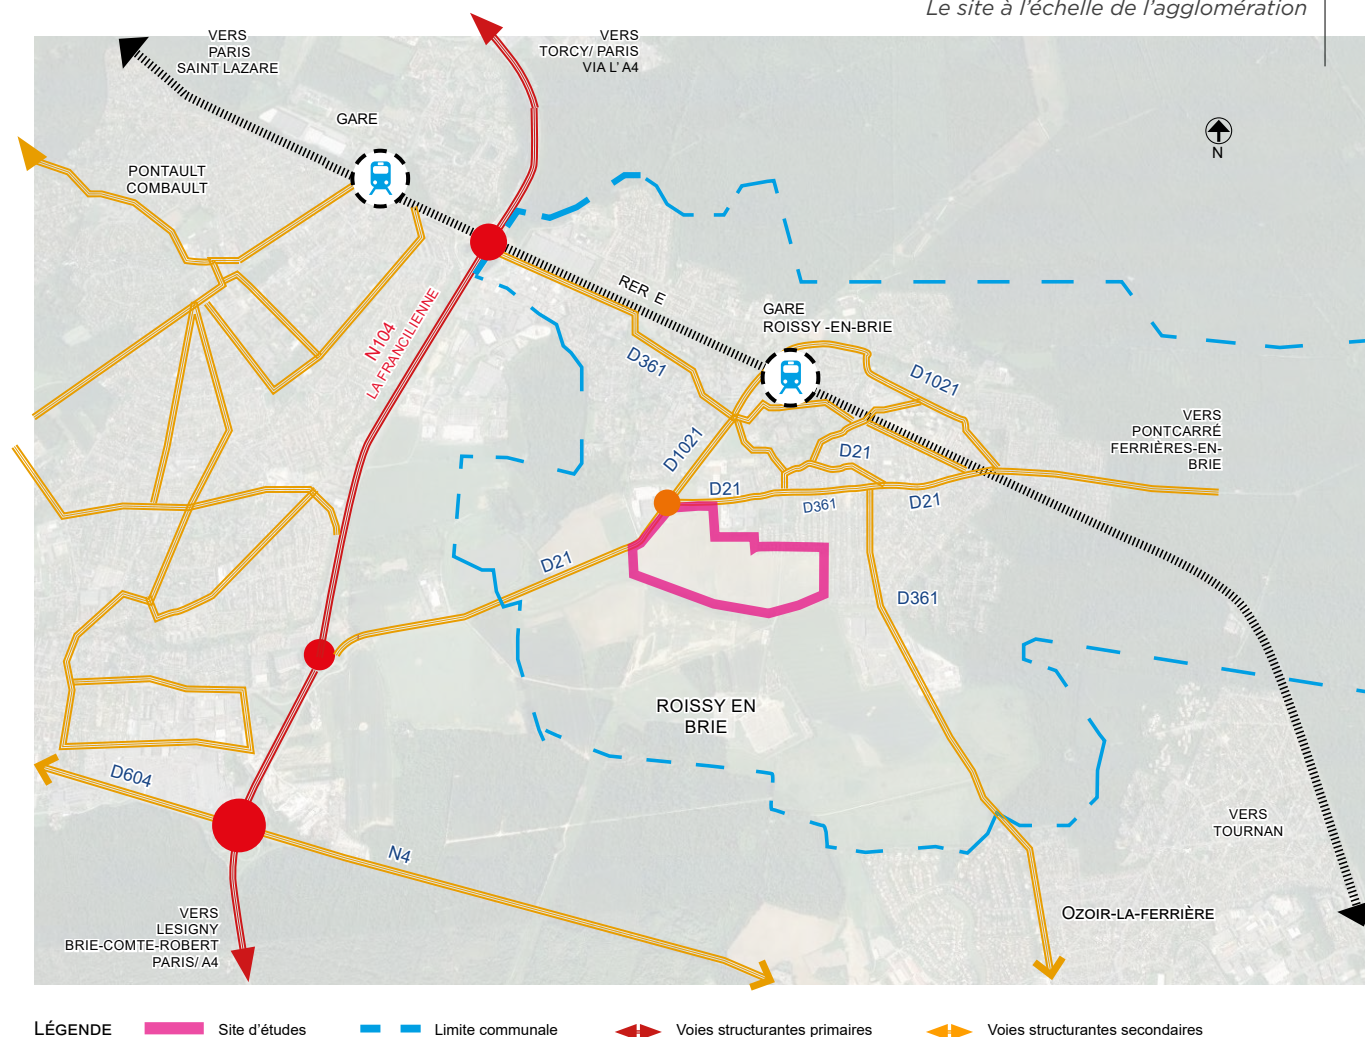 Le site à l'échelle de l'agglomération
VERS
PARIS
SAINT LAZARE
VERS
TORCY/ PARIS
VIA L' A4
GARE
N
PONTAULT
COMBAULT
RER E
GARE
ROISSY -EN-BRIE
N104
LA FRANCILIENNE
D361
D1021
VERS
PONTCARRÉ
FERRIÈRES-EN-
BRIE
D1021
D21
D21
D361
D21
D21
D361
ROISSY EN
BRIE
D604
N4
VERS
TOURNAN
VERS
LESIGNY
BRIE-COMTE-ROBERT
PARIS/ A4
OZOIR-LA-FERRIÈRE
LÉGENDE
Site d'études
Limite communale
Voies structurantes primaires
Voies structurantes secondaires